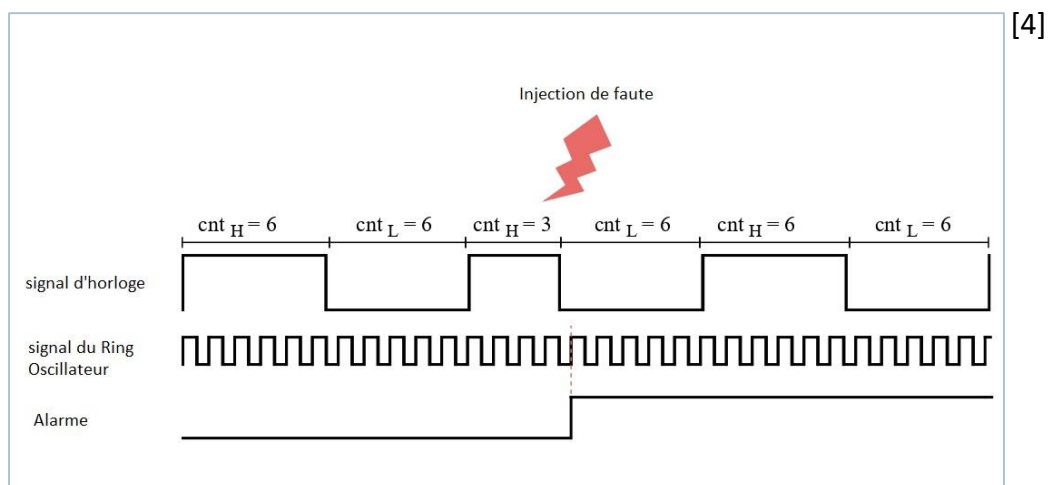 [4]
Injection de faute
cnt H = 6 cnt L = 6 cnt H = 3 cnt L = 6 cnt H = 6 cnt L = 6
signal d'horloge
signal du Ring
Oscillateur
Alarme